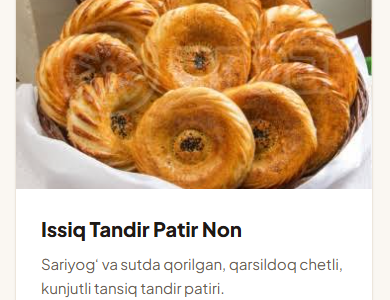 Issiq Tandir Patir Non
Sariyog' va sutda qorilgan, qarsildoq chetli,
kunjutli tansiq tandir patiri.